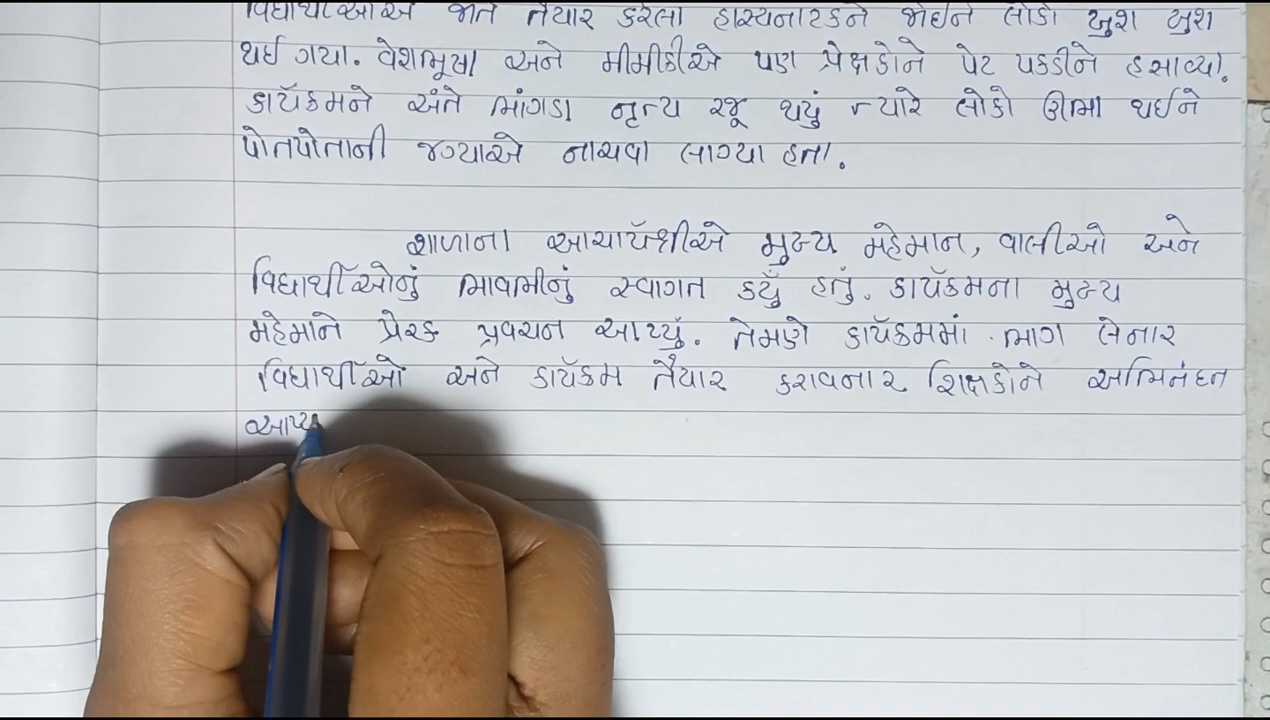 વિદ્યાર્થીઓએ જાતે તૈયાર કરેલા હાસ્યનાટકને જોઈને લોકો ખુશ ખુશ
થઈ ગયા. વેશભૂષા અને મીમીક્રીએ પણ પ્રેક્ષકોને પેટ પકડીને હસાવ્યા.
કાર્યક્રમને અંતે ભાંગડા નૃત્ય રજૂ થયું ત્યારે લોકો ઊભા થઈને
પોતપોતાની જગ્યાએ નાચવા લાગ્યા હતા.
શાળાના આચાર્યશ્રીએ મુખ્ય મહેમાન, વાલીઓ અને
વિદ્યાર્થીઓનું ભાવભીનું સ્વાગત કર્યું હતું. કાર્યક્રમના મુખ્ય
મહેમાને પ્રેરક પ્રવચન આપ્યું. તેમણે કાર્યક્રમમાં ભાગ લેનાર
વિદ્યાર્થીઓ અને કાર્યક્રમ તૈયાર કરાવનાર શિક્ષકોને અભિનંદન
આપ્ય